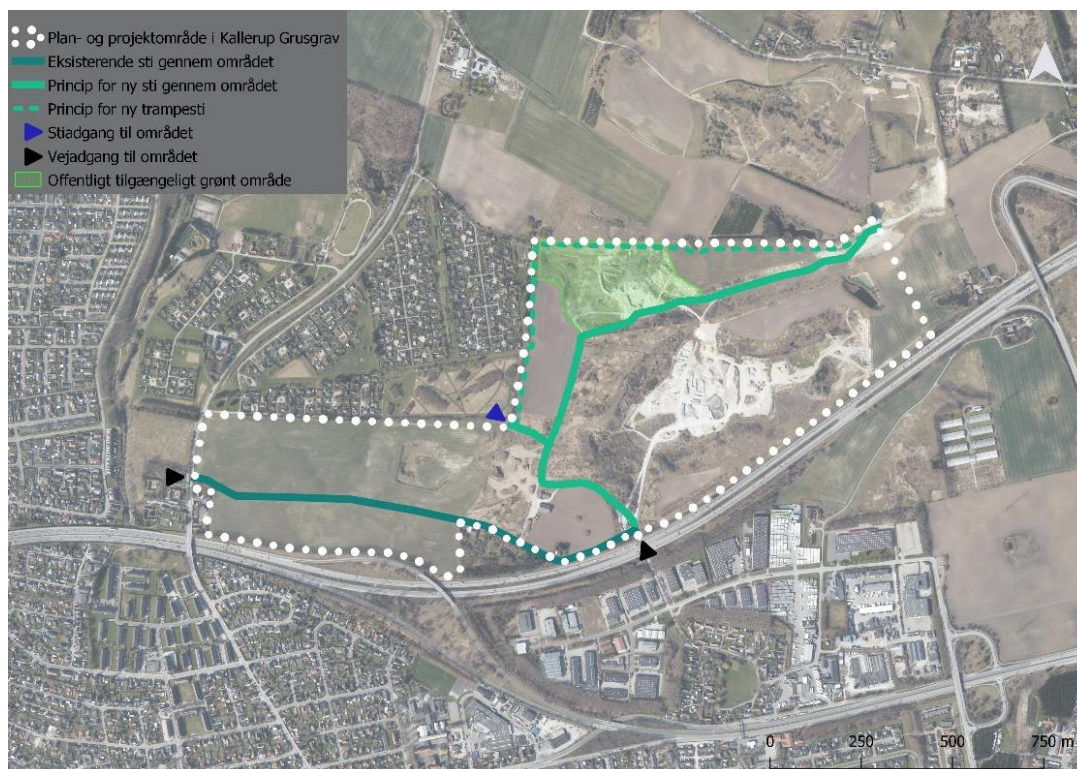 Plan- og projektområde i Kallerup Grusgrav
Eksisterende sti gennem området
Princip for ny sti gennem området
Princip for ny trampesti
Stiadgang til området
Vejadgang til området
Offentligt tilgængeligt grønt område
0 250 500 750 m